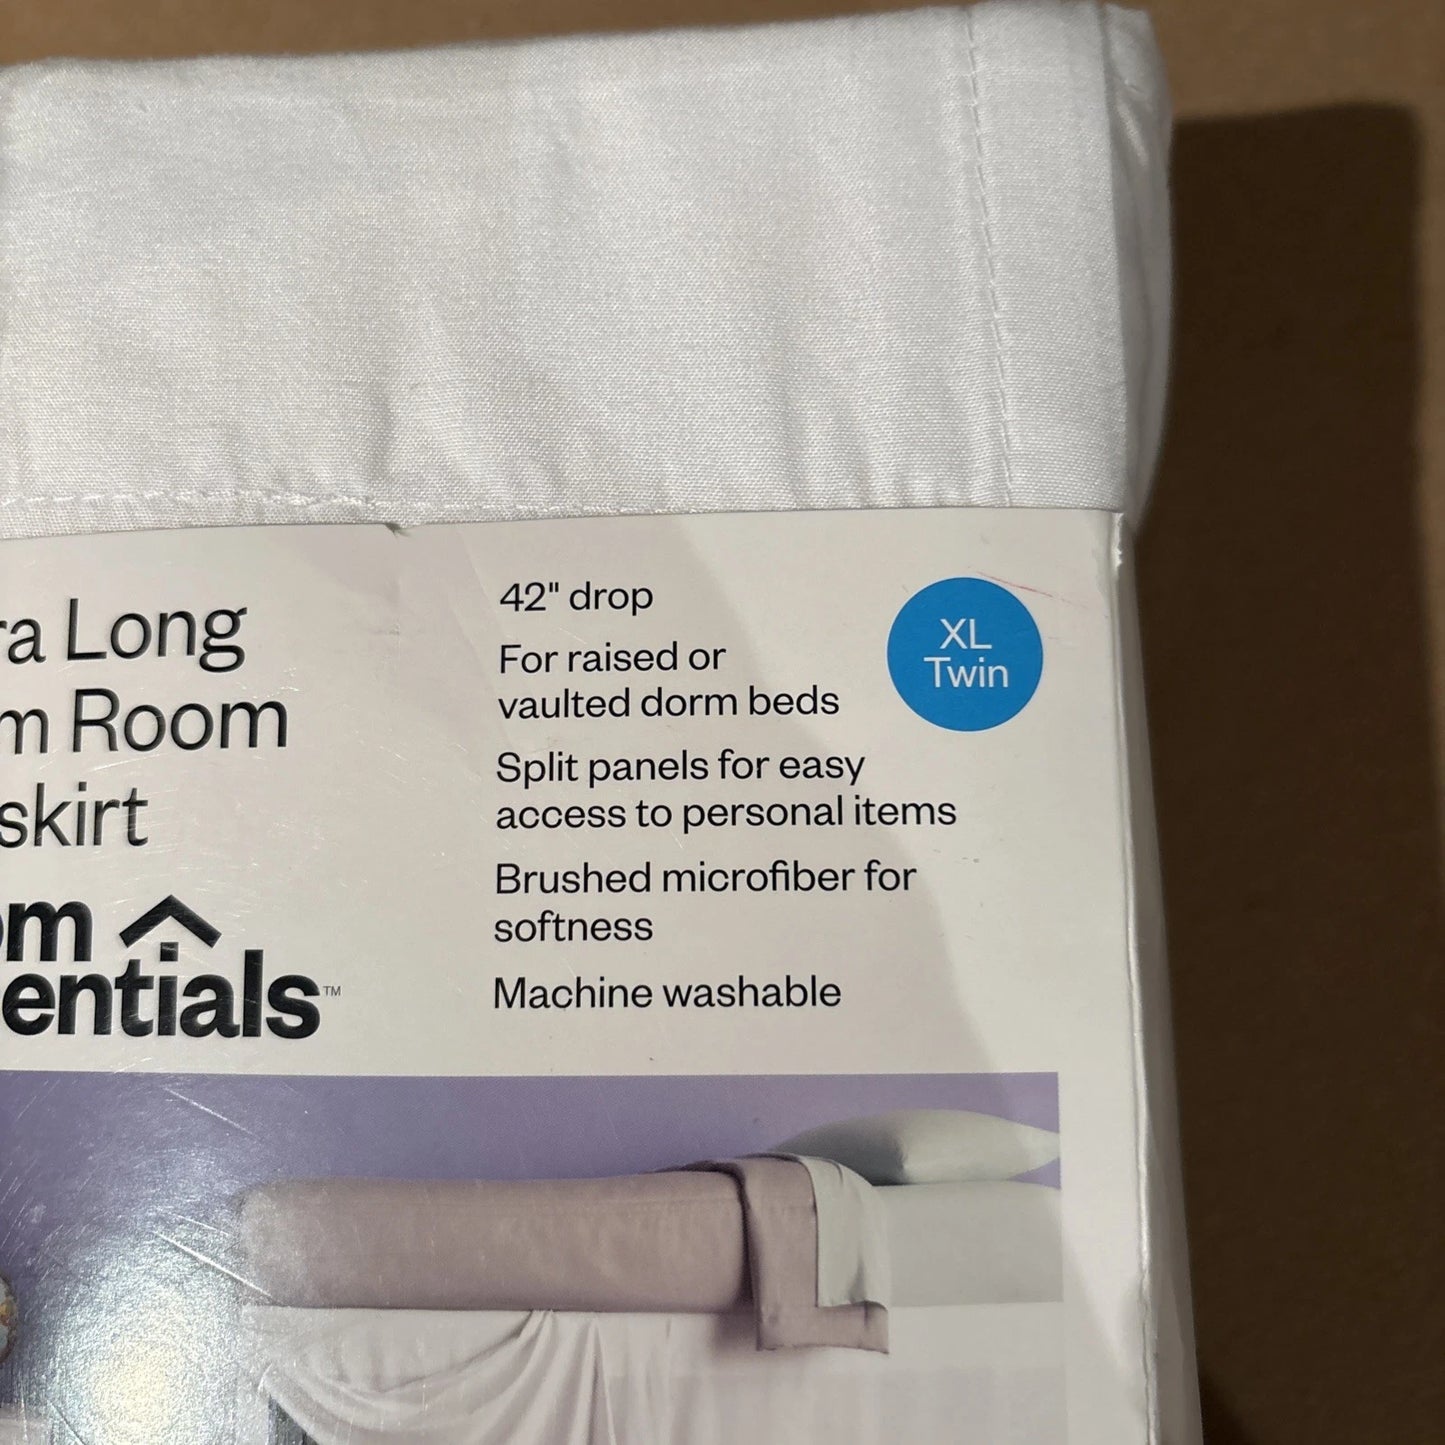 ra Long
m Room
skirt
om
entials™
42" drop
For raised or
vaulted dorm beds
Split panels for easy
access to personal items
Brushed microfiber for
softness
Machine washable
XL
Twin